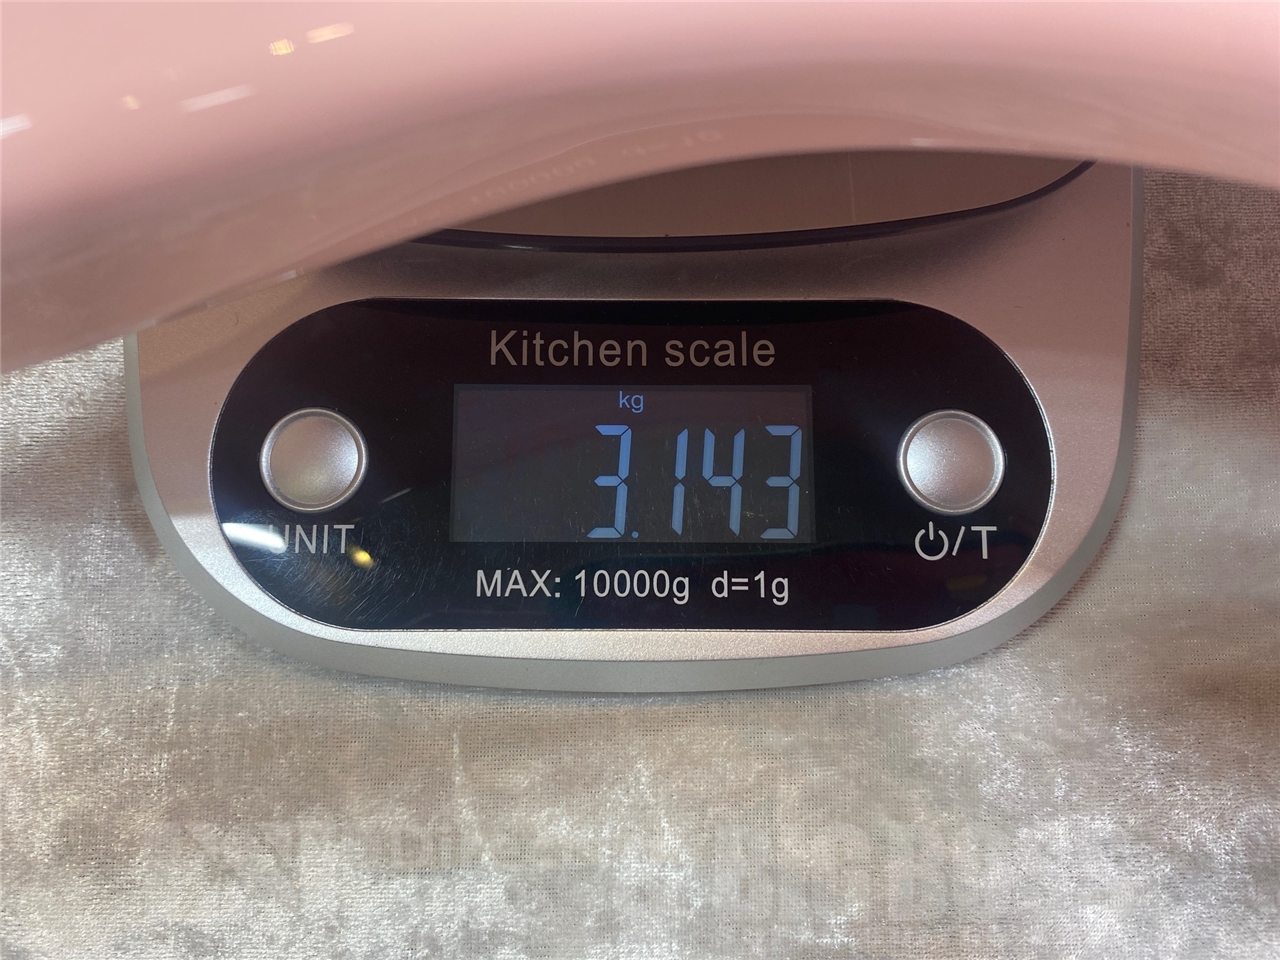 Kitchen scale
kg
3.143
UNIT
⏻/T
MAX: 10000g d=1g